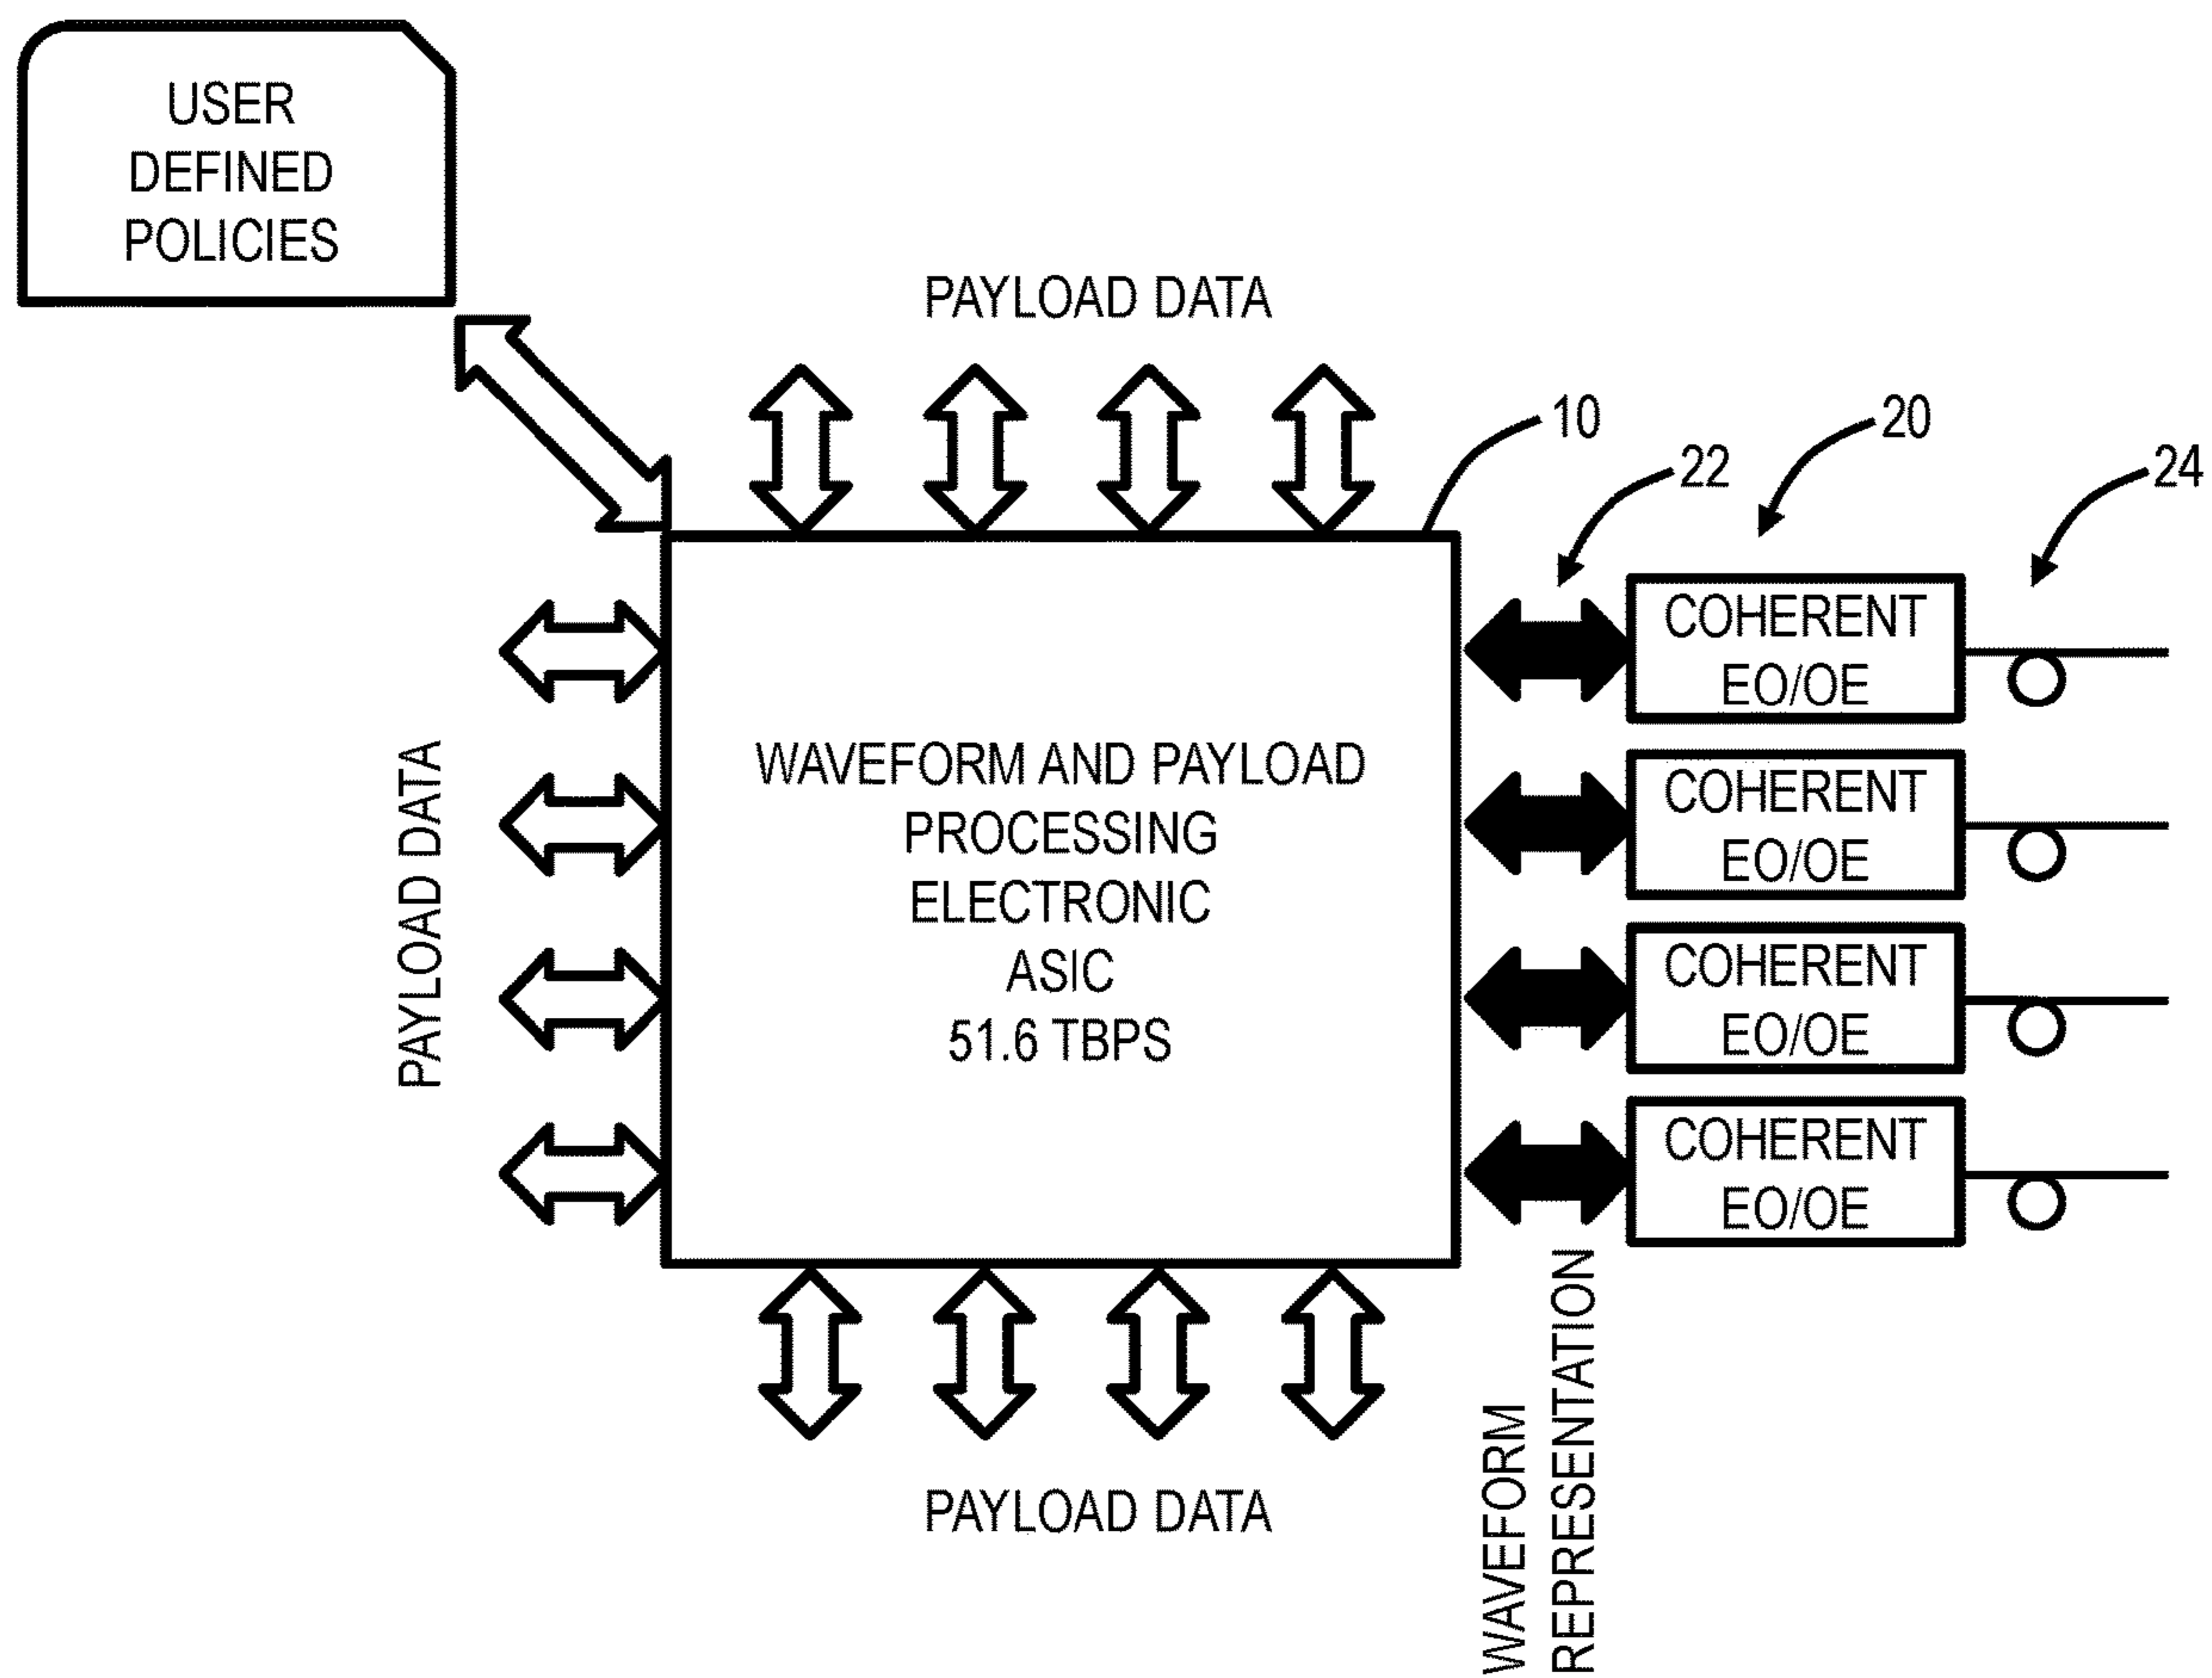 USER
DEFINED
POLICIES
PAYLOAD DATA
10
20
22
24
PAYLOAD DATA
WAVEFORM AND PAYLOAD
PROCESSING
ELECTRONIC
ASIC
51.6 TBPS
COHERENT
EO/OE
COHERENT
EO/OE
COHERENT
EO/OE
COHERENT
EO/OE
WAVEFORM
REPRESENTATION
PAYLOAD DATA